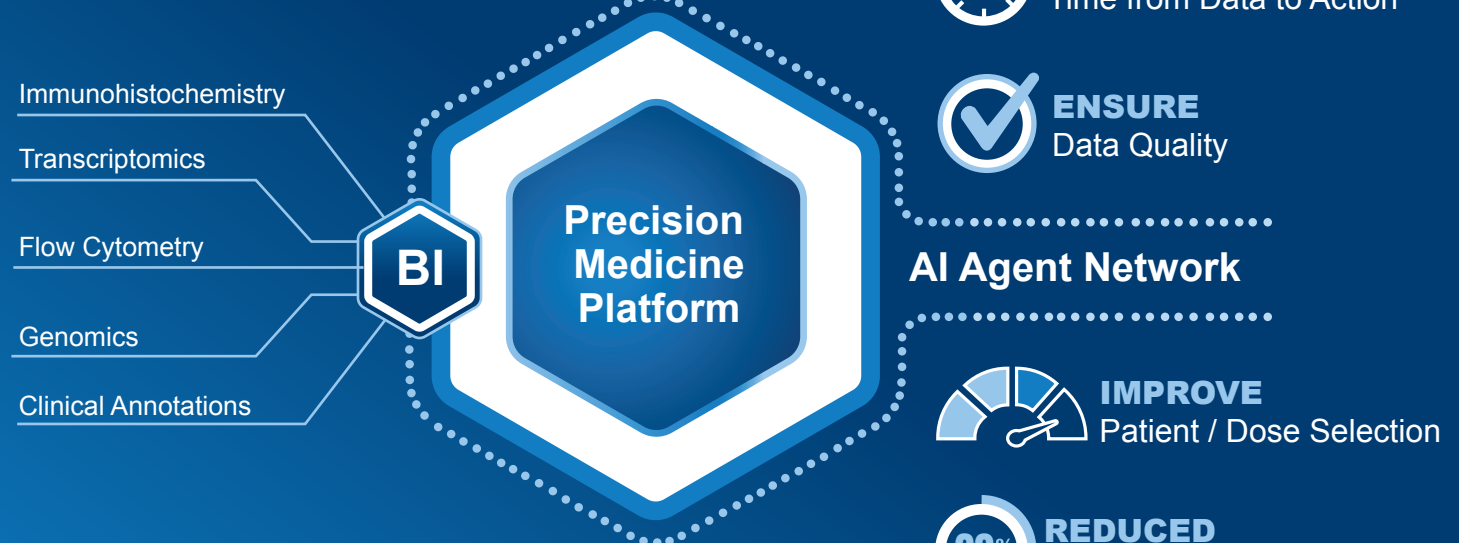 Immunohistochemistry
Transcriptomics
Flow Cytometry
Genomics
Clinical Annotations
BI
Precision
Medicine
Platform
Time from Data to Action
ENSURE
Data Quality
AI Agent Network
IMPROVE
Patient / Dose Selection
REDUCED